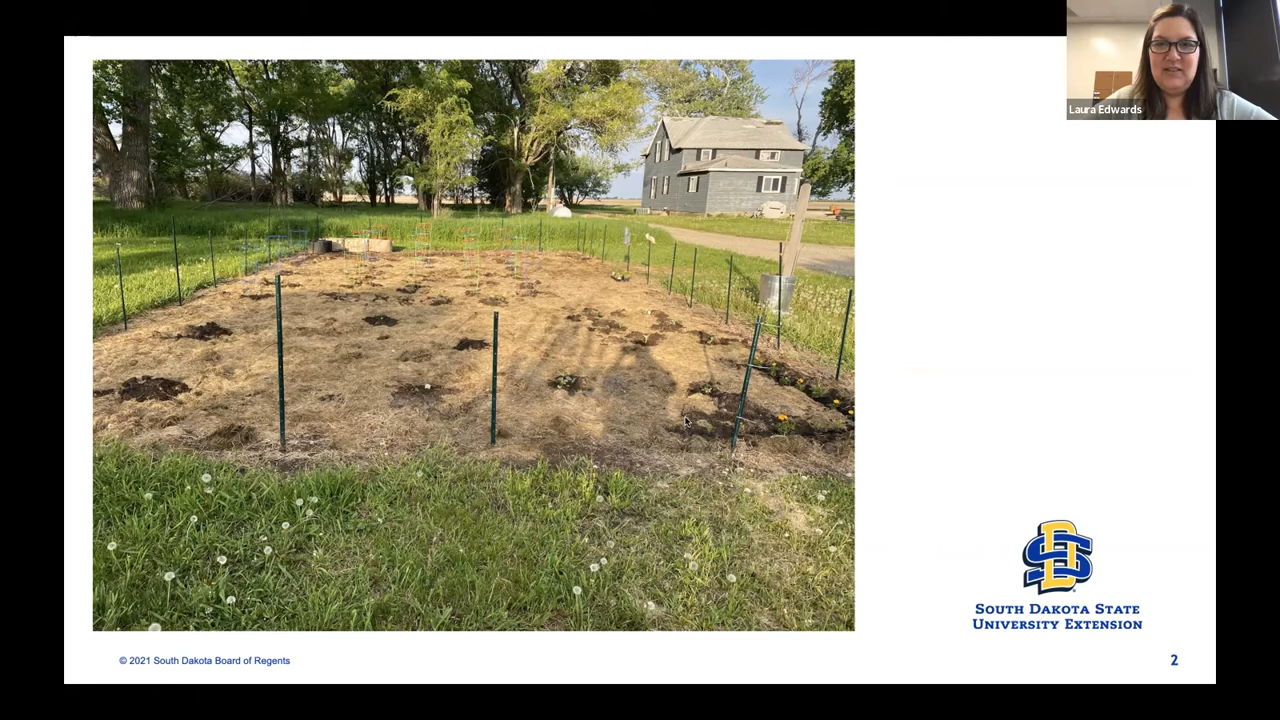 Laura Edwards
SOUTH DAKOTA STATE
UNIVERSITY EXTENSION
© 2021 South Dakota Board of Regents
2